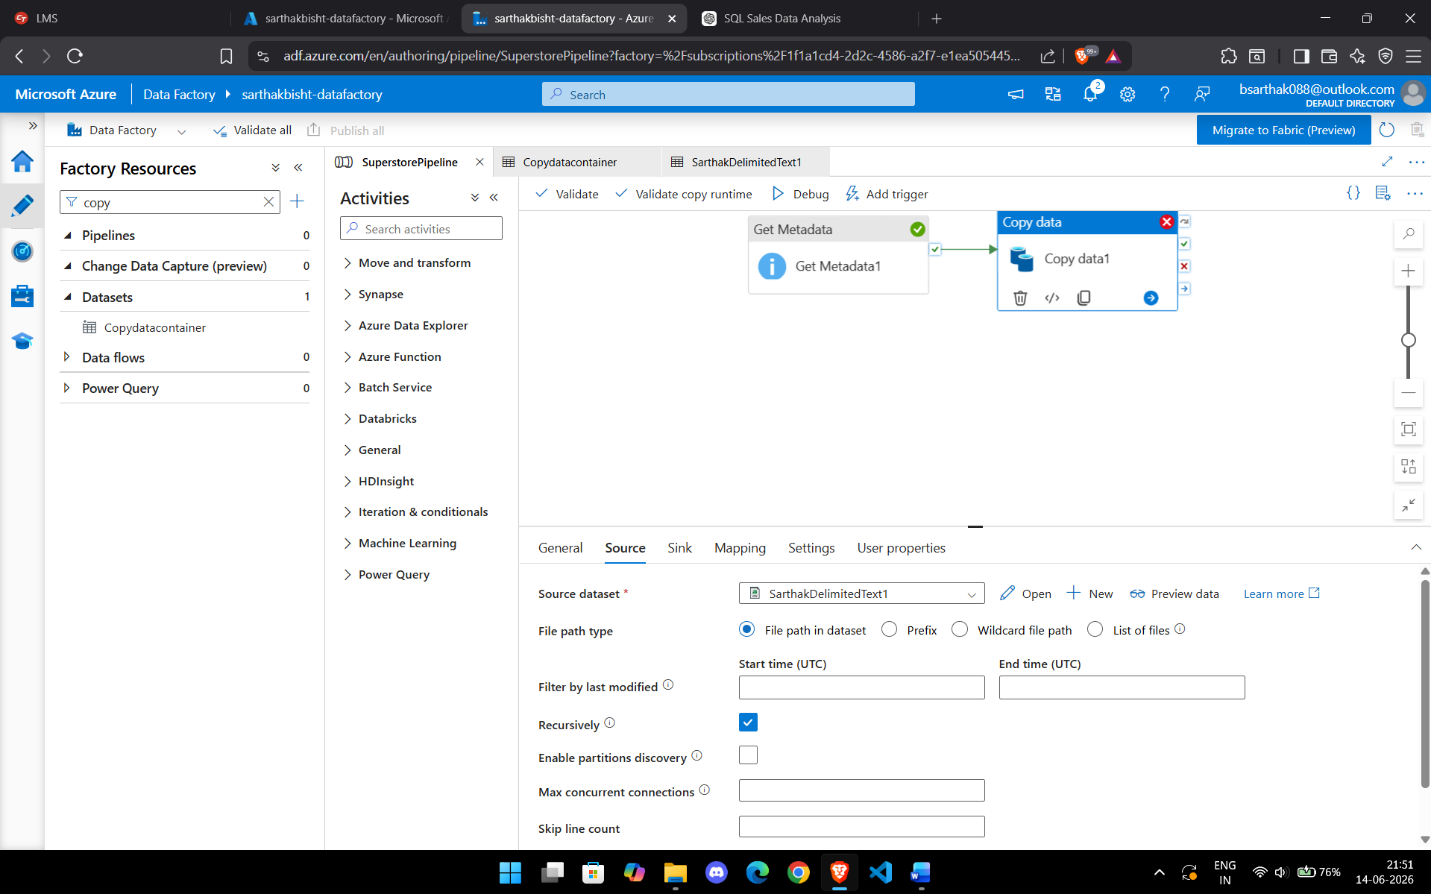 LMS
sarthakbisht-datafactory - Microsoft
sarthakbisht-datafactory - Azure
SQL Sales Data Analysis
adf.azure.com/en/authoring/pipeline/SuperstorePipeline?factory=%2Fsubscriptions%2F1f1a1cd4-2d2c-4586-a2f7-e1ea505445...
99+
Microsoft Azure
Data Factory
sarthakbisht-datafactory
Search
2
bsarthak088@outlook.com
DEFAULT DIRECTORY
Data Factory
Validate all
Publish all
Migrate to Fabric (Preview)
Factory Resources
copy
Pipelines 0
Change Data Capture (preview) 0
Datasets 1
Copydatacontainer
Data flows 0
Power Query 0
SuperstorePipeline
Copydatacontainer
SarthakDelimitedText1
Activities
Search activities
Move and transform
Synapse
Azure Data Explorer
Azure Function
Batch Service
Databricks
General
HDInsight
Iteration & conditionals
Machine Learning
Power Query
Validate
Validate copy runtime
Debug
Add trigger
Get Metadata
Get Metadata1
Copy data
Copy data1
General
Source
Sink
Mapping
Settings
User properties
Source dataset *
SarthakDelimitedText1
Open
New
Preview data
Learn more
File path type
File path in dataset
Prefix
Wildcard file path
List of files
Start time (UTC)
End time (UTC)
Filter by last modified
Recursively
Enable partitions discovery
Max concurrent connections
Skip line count
ENG
IN
76%
21:51
14-06-2026